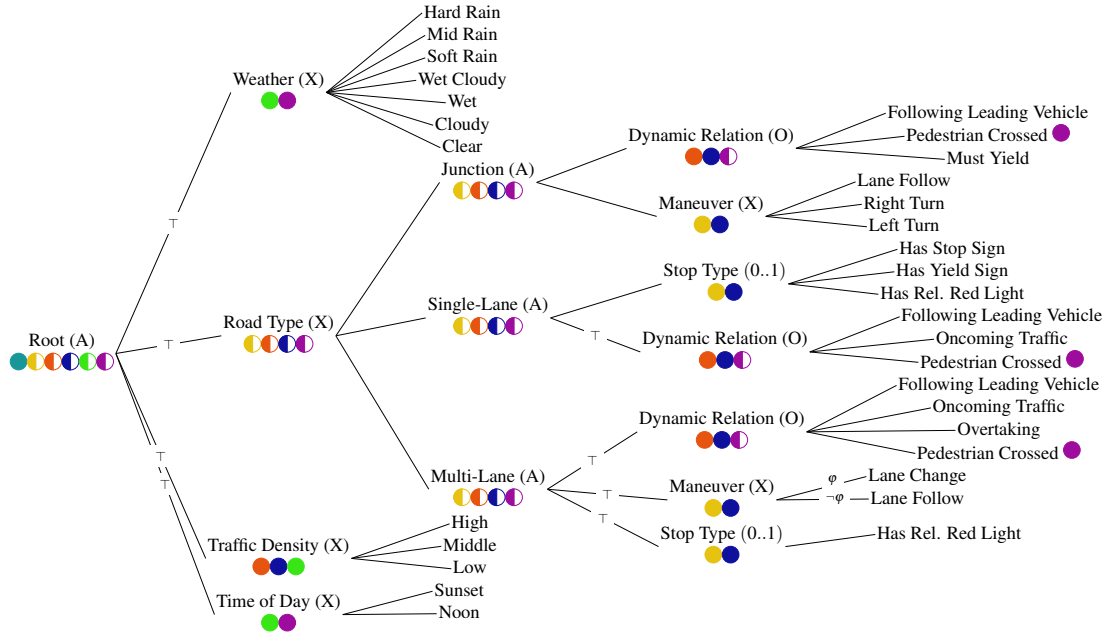 Root (A)
⊤
⊤
⊤
⊤
Weather (X)
Hard Rain
Mid Rain
Soft Rain
Wet Cloudy
Wet
Cloudy
Clear
Road Type (X)
Junction (A)
Dynamic Relation (O)
Following Leading Vehicle
Pedestrian Crossed
Must Yield
Maneuver (X)
Lane Follow
Right Turn
Left Turn
Single-Lane (A)
Stop Type (0..1)
Has Stop Sign
Has Yield Sign
Has Rel. Red Light
⊤
Dynamic Relation (O)
Following Leading Vehicle
Oncoming Traffic
Pedestrian Crossed
Multi-Lane (A)
⊤
Dynamic Relation (O)
Following Leading Vehicle
Oncoming Traffic
Overtaking
Pedestrian Crossed
⊤
Maneuver (X)
φ
Lane Change
¬φ
Lane Follow
⊤
Stop Type (0..1)
Has Rel. Red Light
Traffic Density (X)
High
Middle
Low
Time of Day (X)
Sunset
Noon